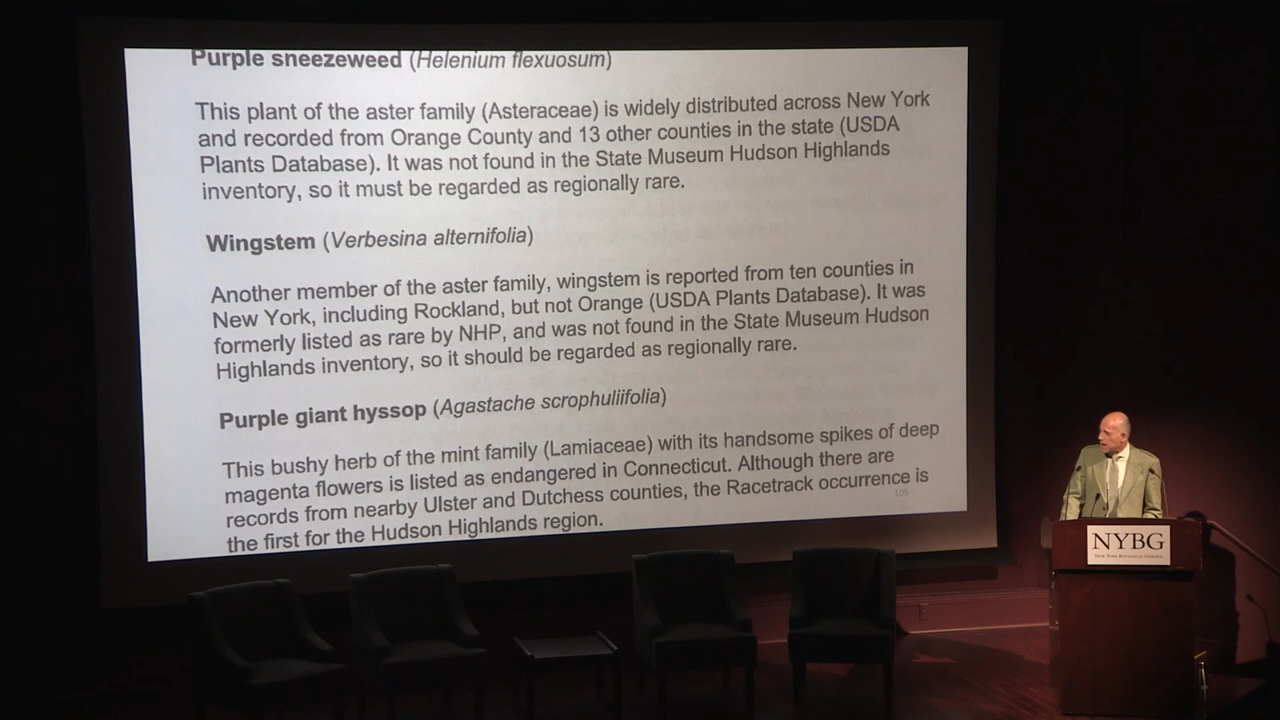 Purple sneezeweed (Helenium flexuosum)
This plant of the aster family (Asteraceae) is widely distributed across New York
and recorded from Orange County and 13 other counties in the state (USDA
Plants Database). It was not found in the State Museum Hudson Highlands
inventory, so it must be regarded as regionally rare.
Wingstem (Verbesina alternifolia)
Another member of the aster family, wingstem is reported from ten counties in
New York, including Rockland, but not Orange (USDA Plants Database). It was
formerly listed as rare by NHP, and was not found in the State Museum Hudson
Highlands inventory, so it should be regarded as regionally rare.
Purple giant hyssop (Agastache scrophuliifolia)
This bushy herb of the mint family (Lamiaceae) with its handsome spikes of deep
magenta flowers is listed as endangered in Connecticut. Although there are
records from nearby Ulster and Dutchess counties, the Racetrack occurrence is
the first for the Hudson Highlands region.
105
NYBG
New York Botanical Garden